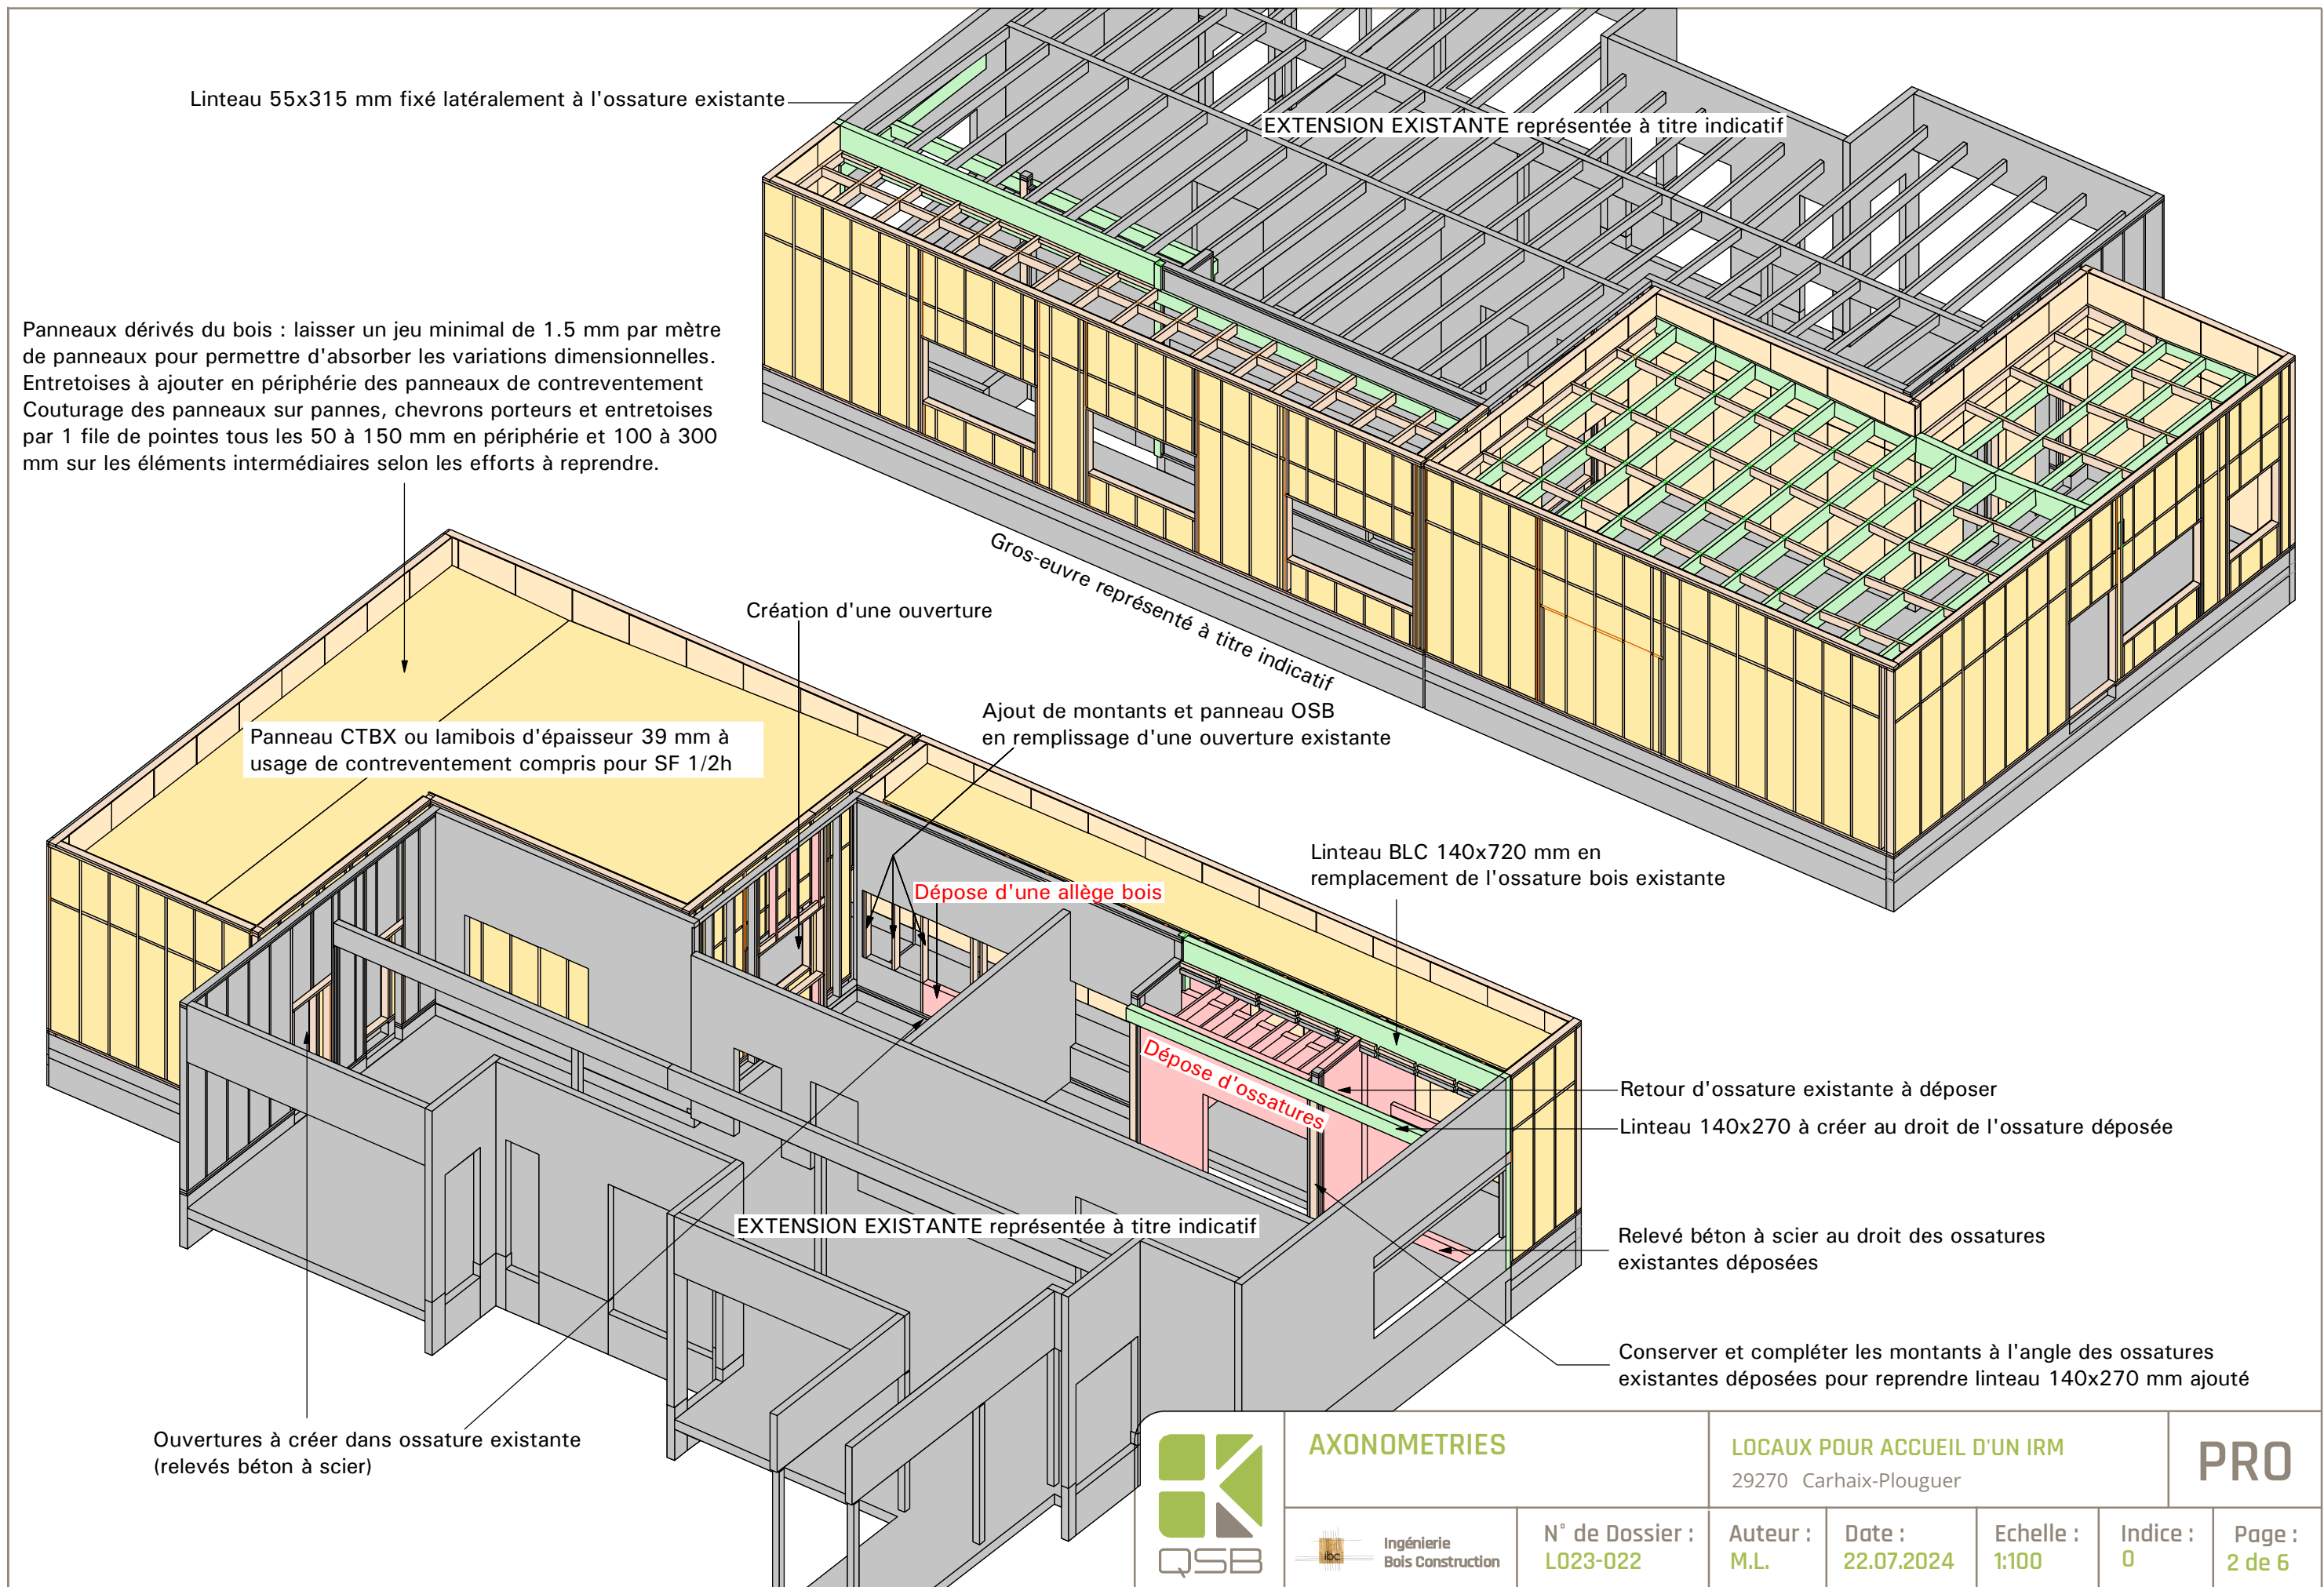 Linteau 55x315 mm fixé latéralement à l'ossature existante
EXTENSION EXISTANTE représentée à titre indicatif
Panneaux dérivés du bois : laisser un jeu minimal de 1.5 mm par mètre
de panneaux pour permettre d'absorber les variations dimensionnelles.
Entretoises à ajouter en périphérie des panneaux de contreventement
Couturage des panneaux sur pannes, chevrons porteurs et entretoises
par 1 file de pointes tous les 50 à 150 mm en périphérie et 100 à 300
mm sur les éléments intermédiaires selon les efforts à reprendre.
Gros-euvre représenté à titre indicatif
Création d'une ouverture
Ajout de montants et panneau OSB
en remplissage d'une ouverture existante
Panneau CTBX ou lamibois d'épaisseur 39 mm à
usage de contreventement compris pour SF 1/2h
Dépose d'une allège bois
Linteau BLC 140x720 mm en
remplacement de l'ossature bois existante
Dépose d'ossatures
Retour d'ossature existante à déposer
Linteau 140x270 à créer au droit de l'ossature déposée
EXTENSION EXISTANTE représentée à titre indicatif
Relevé béton à scier au droit des ossatures
existantes déposées
Conserver et compléter les montants à l'angle des ossatures
existantes déposées pour reprendre linteau 140x270 mm ajouté
Ouvertures à créer dans ossature existante
(relevés béton à scier)
QSB
AXONOMETRIES
LOCAUX POUR ACCUEIL D'UN IRM
29270 Carhaix-Plouguer
PRO
ibc
Ingénierie
Bois Construction
N° de Dossier :
L023-022
Auteur :
M.L.
Date :
22.07.2024
Echelle :
1:100
Indice :
0
Page :
2 de 6